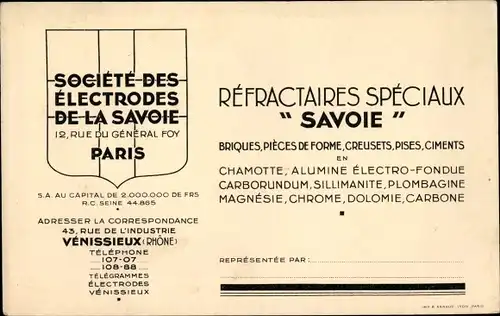 SOCIÉTÉ DES
ÉLECTRODES
DE LA SAVOIE
12, RUE DU GÉNÉRAL FOY
PARIS
S.A. AU CAPITAL DE 2.000.000 DE FRS
R.C. SEINE 44.865
ADRESSER LA CORRESPONDANCE
43, RUE DE L'INDUSTRIE
VÉNISSIEUX (RHÔNE)
TÉLÉPHONE
107-07
108-88
TÉLÉGRAMMES
ÉLECTRODES
VÉNISSIEUX
RÉFRACTAIRES SPÉCIAUX
" SAVOIE "
BRIQUES, PIÈCES DE FORME, CREUSETS, PISES, CIMENTS
EN
CHAMOTTE, ALUMINE ÉLECTRO-FONDUE
CARBORUNDUM, SILLIMANITE, PLOMBAGINE
MAGNÉSIE, CHROME, DOLOMIE, CARBONE
REPRÉSENTÉE PAR :